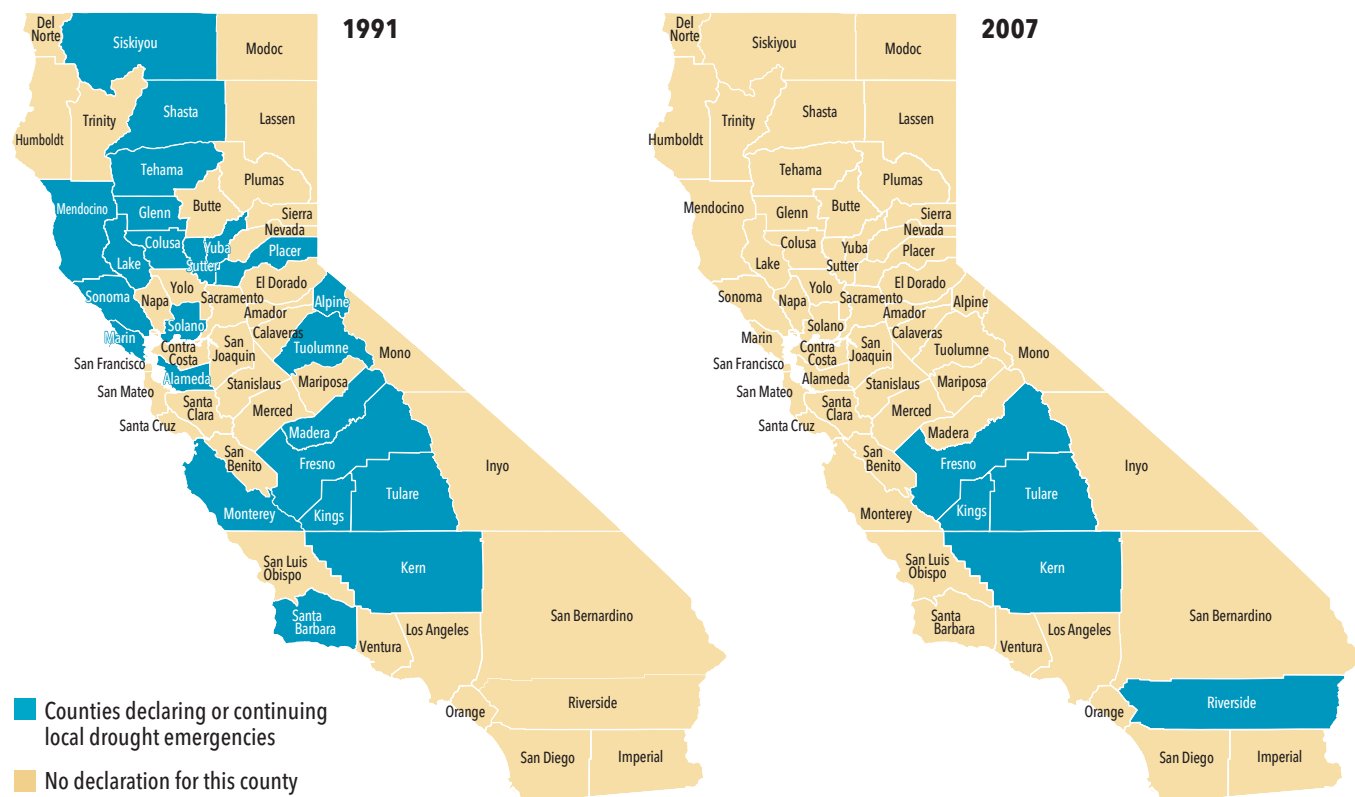 1991
Del
Norte
Siskiyou
Modoc
Humboldt
Trinity
Shasta
Lassen
Tehama
Plumas
Mendocino
Glenn
Butte
Sierra
Nevada
Colusa
Yuba
Placer
Lake
Sutter
Sonoma
Napa
Yolo
Sacramento
El Dorado
Alpine
Amador
Marin
Solano
Calaveras
Tuolumne
Mono
San Francisco
Contra
Costa
San
Joaquin
Alameda
San Mateo
Stanislaus
Mariposa
Santa
Clara
Merced
Santa Cruz
Madera
San
Benito
Fresno
Inyo
Monterey
Kings
Tulare
San Luis
Obispo
Kern
Santa
Barbara
San Bernardino
Ventura
Los Angeles
Orange
Riverside
San Diego
Imperial
2007
Del
Norte
Siskiyou
Modoc
Humboldt
Trinity
Shasta
Lassen
Tehama
Plumas
Mendocino
Glenn
Butte
Sierra
Nevada
Colusa
Yuba
Placer
Lake
Sutter
Sonoma
Napa
Yolo
Sacramento
El Dorado
Alpine
Amador
Marin
Solano
Calaveras
Tuolumne
Mono
San Francisco
Contra
Costa
San
Joaquin
Alameda
San Mateo
Stanislaus
Mariposa
Santa
Clara
Merced
Santa Cruz
Madera
San
Benito
Fresno
Inyo
Monterey
Kings
Tulare
San Luis
Obispo
Kern
Santa
Barbara
San Bernardino
Ventura
Los Angeles
Orange
Riverside
San Diego
Imperial
Counties declaring or continuing
local drought emergencies
No declaration for this county